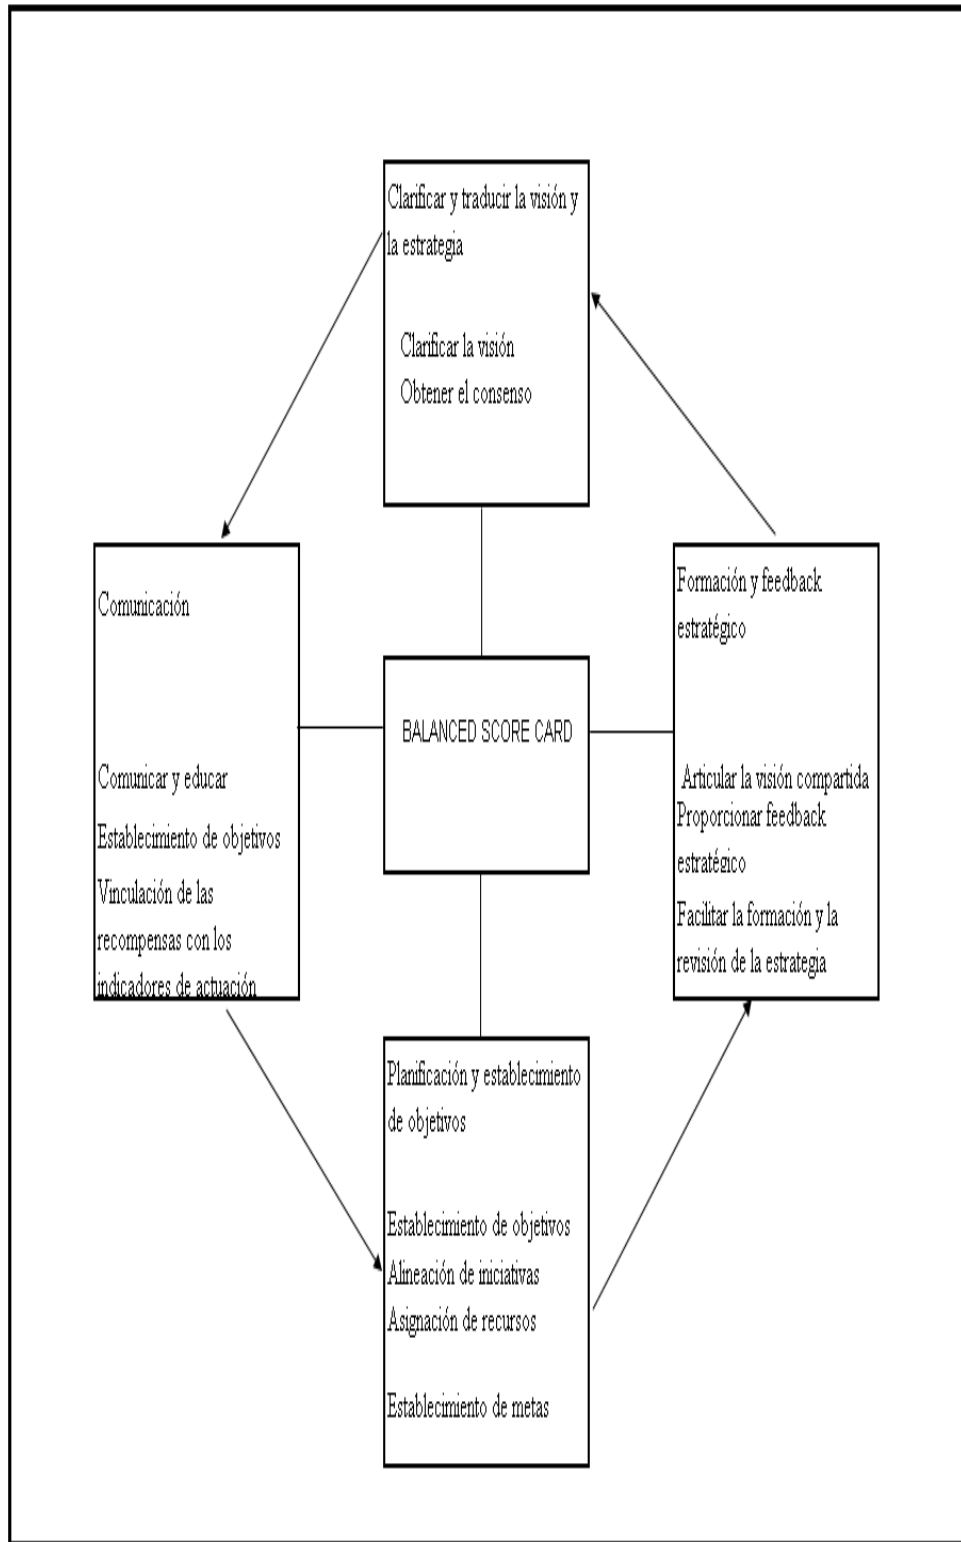 Clarificar y traducir la visión y
la estrategia
Clarificar la visión
Obtener el consenso
Comunicación
Comunicar y educar
Establecimiento de objetivos
Vinculación de las
recompensas con los
indicadores de actuación
BALANCED SCORE CARD
Formación y feedback
estratégico
Articular la visión compartida
Proporcionar feedback
estratégico
Facilitar la formación y la
revisión de la estrategia
Planificación y establecimiento
de objetivos
Establecimiento de objetivos
Alineación de iniciativas
Asignación de recursos
Establecimiento de metas